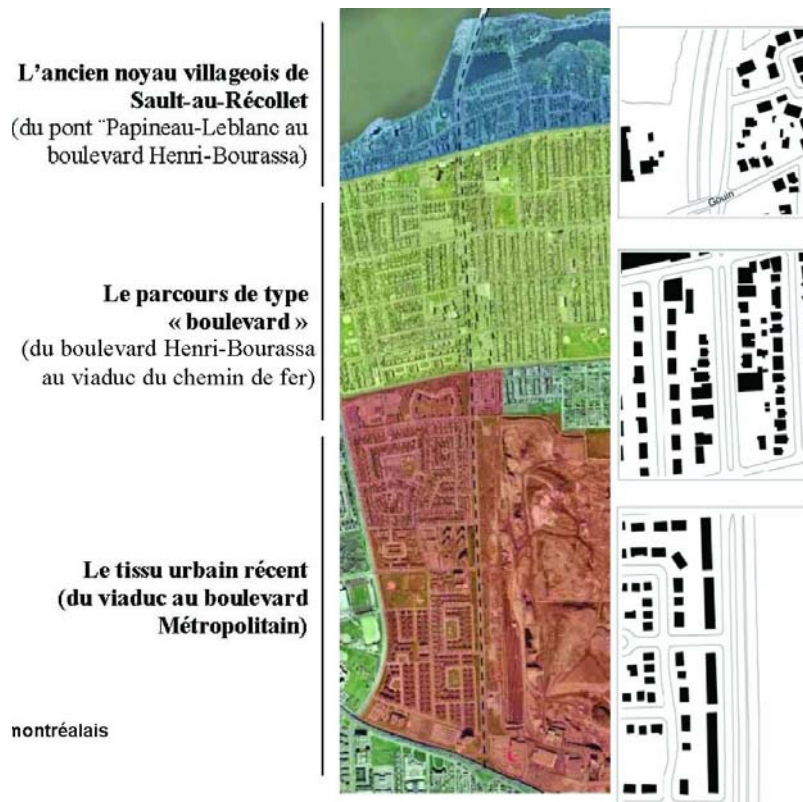 L'ancien noyau villageois de
Sault-au-Récollet
(du pont ¨Papineau-Leblanc au
boulevard Henri-Bourassa)
Gouin
Le parcours de type
« boulevard »
(du boulevard Henri-Bourassa
au viaduc du chemin de fer)
Le tissu urbain récent
(du viaduc au boulevard
Métropolitain)
montréalais